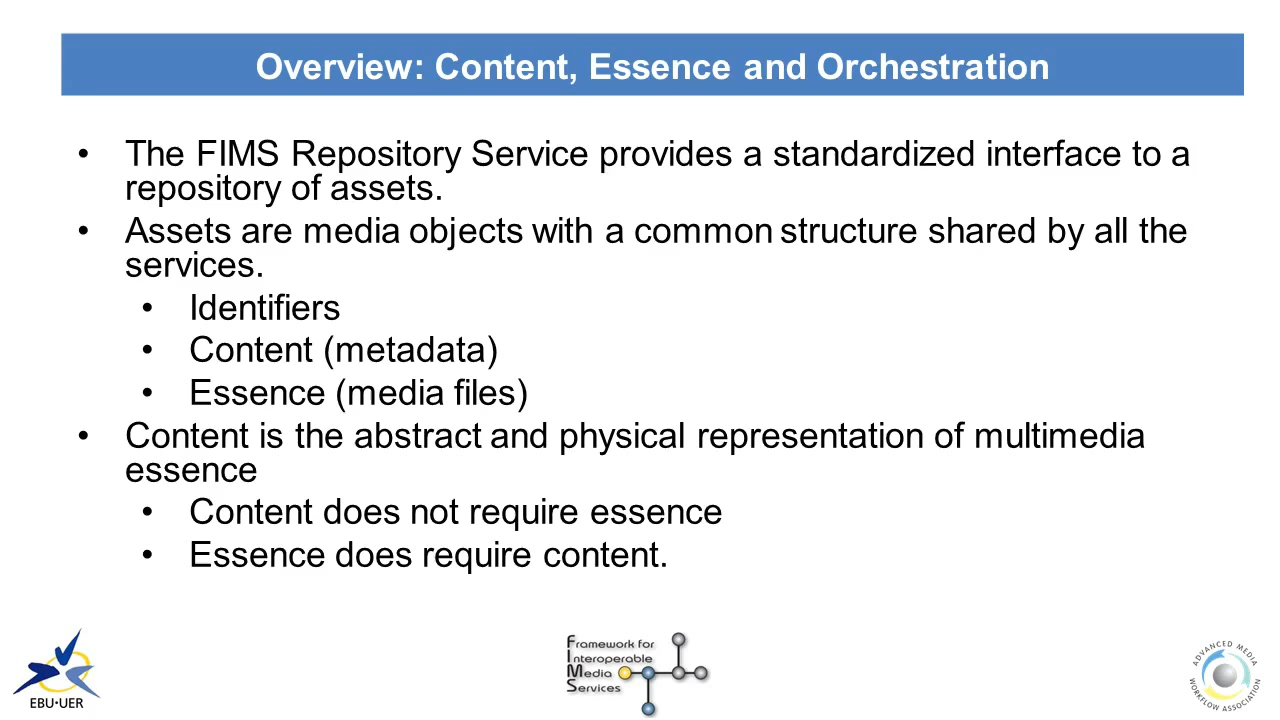 Overview: Content, Essence and Orchestration
• The FIMS Repository Service provides a standardized interface to a
repository of assets.
• Assets are media objects with a common structure shared by all the
services.
• Identifiers
• Content (metadata)
• Essence (media files)
• Content is the abstract and physical representation of multimedia
essence
• Content does not require essence
• Essence does require content.
EBU•UER
Framework for
Interoperable
Media
Services
ADVANCED MEDIA
WORKFLOW ASSOCIATION